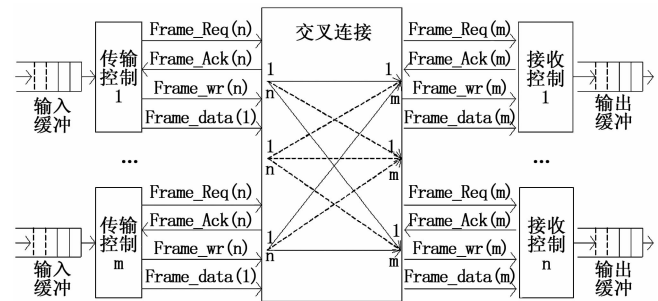 交叉连接
传输
控制
1
输入
缓冲
Frame_Req(n)
Frame_Ack(n)
Frame_wr(n)
Frame_data(1)
1
n
1
m
Frame_Req(m)
Frame_Ack(m)
Frame_wr(m)
Frame_data(m)
接收
控制
1
输出
缓冲
...
1
n
1
m
...
传输
控制
m
输入
缓冲
Frame_Req(n)
Frame_Ack(n)
Frame_wr(n)
Frame_data(1)
1
n
1
m
Frame_Req(m)
Frame_Ack(m)
Frame_wr(m)
Frame_data(m)
接收
控制
n
输出
缓冲